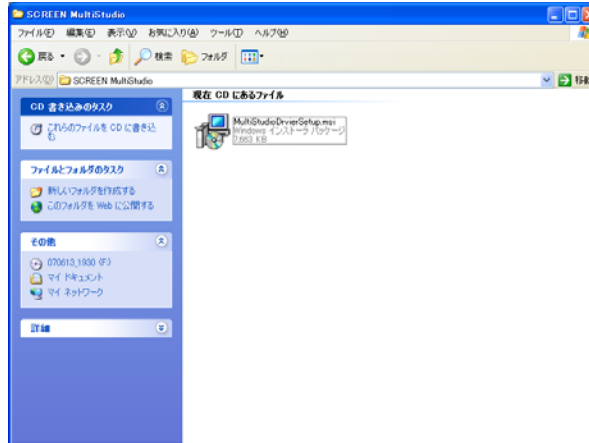 SCREEN MultiStudio
ファイル(F) 編集(E) 表示(V) お気に入り(A) ツール(T) ヘルプ(H)
戻る 検索 フォルダ
アドレス(D) SCREEN MultiStudio 移動
CD 書き込みのタスク
これらのファイルを CD に書き込
む
ファイルとフォルダのタスク
新しいフォルダを作成する
このフォルダを Web に公開する
その他
070613_1930 (F:)
マイ ドキュメント
マイ ネットワーク
詳細
現在 CD にあるファイル
MultiStudioDrvierSetup.msi
Windows インストーラ パッケージ
7,663 KB